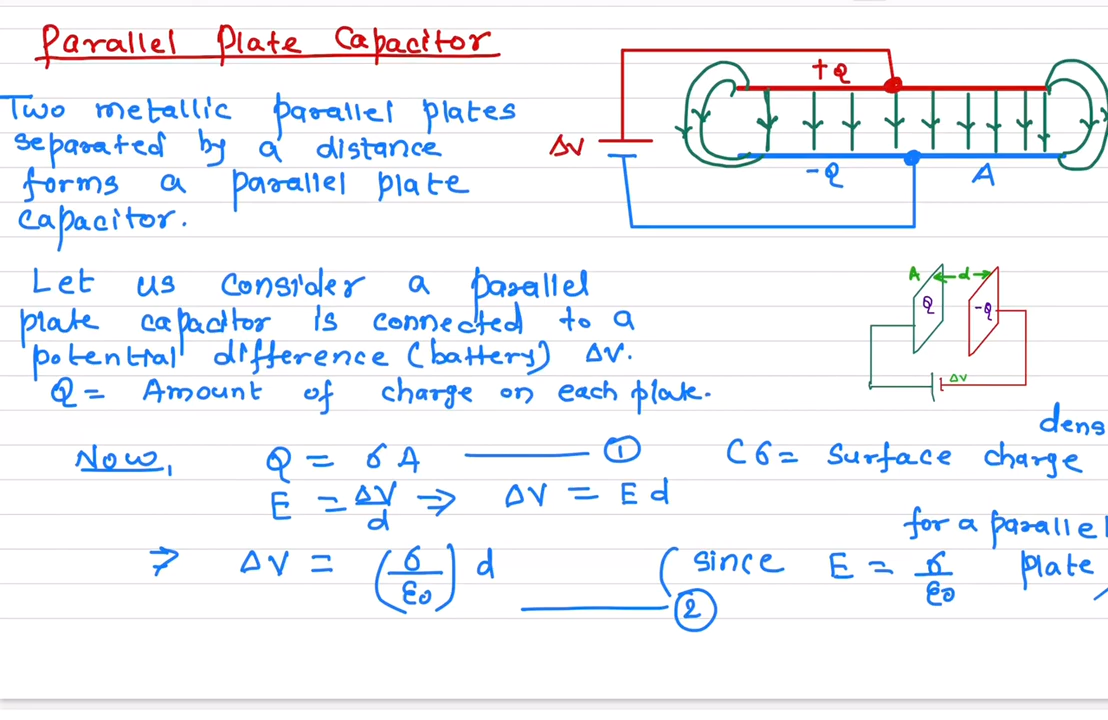 Parallel Plate Capacitor
+Q
Two metallic parallel plates
separated by a distance
ΔV
forms a parallel plate
-Q A
capacitor.
Let us consider a parallel
A d
plate capacitor is connected to a
Q -Q
potential difference (battery) ΔV.
ΔV
Q = Amount of charge on each plate.
dens
Now, Q = σ A ——— ①
C σ = Surface charge
E = ΔV/d ⇒ ΔV = E d
for a parallel
⇒ ΔV = (σ/ε₀) d ——— ②
(since E = σ/ε₀ plate)